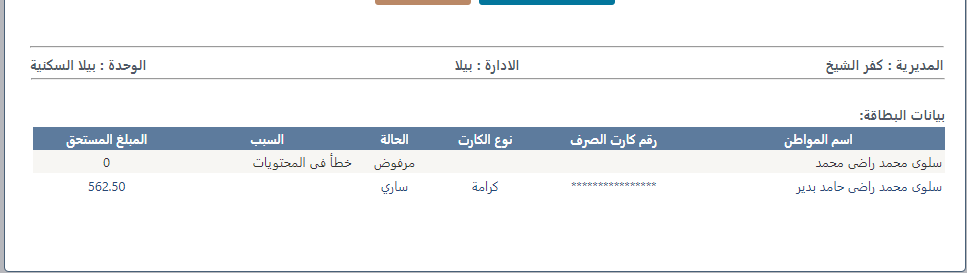 المديرية : كفر الشيخ الادارة : بيلا الوحدة : بيلا السكنية
بيانات البطاقة:
اسم المواطن رقم كارت الصرف نوع الكارت الحالة السبب المبلغ المستحق
سلوى محمد راضى محمد مرفوض خطأ فى المحتويات 0
سلوى محمد راضى حامد بدير **************** كرامة ساري 562.50